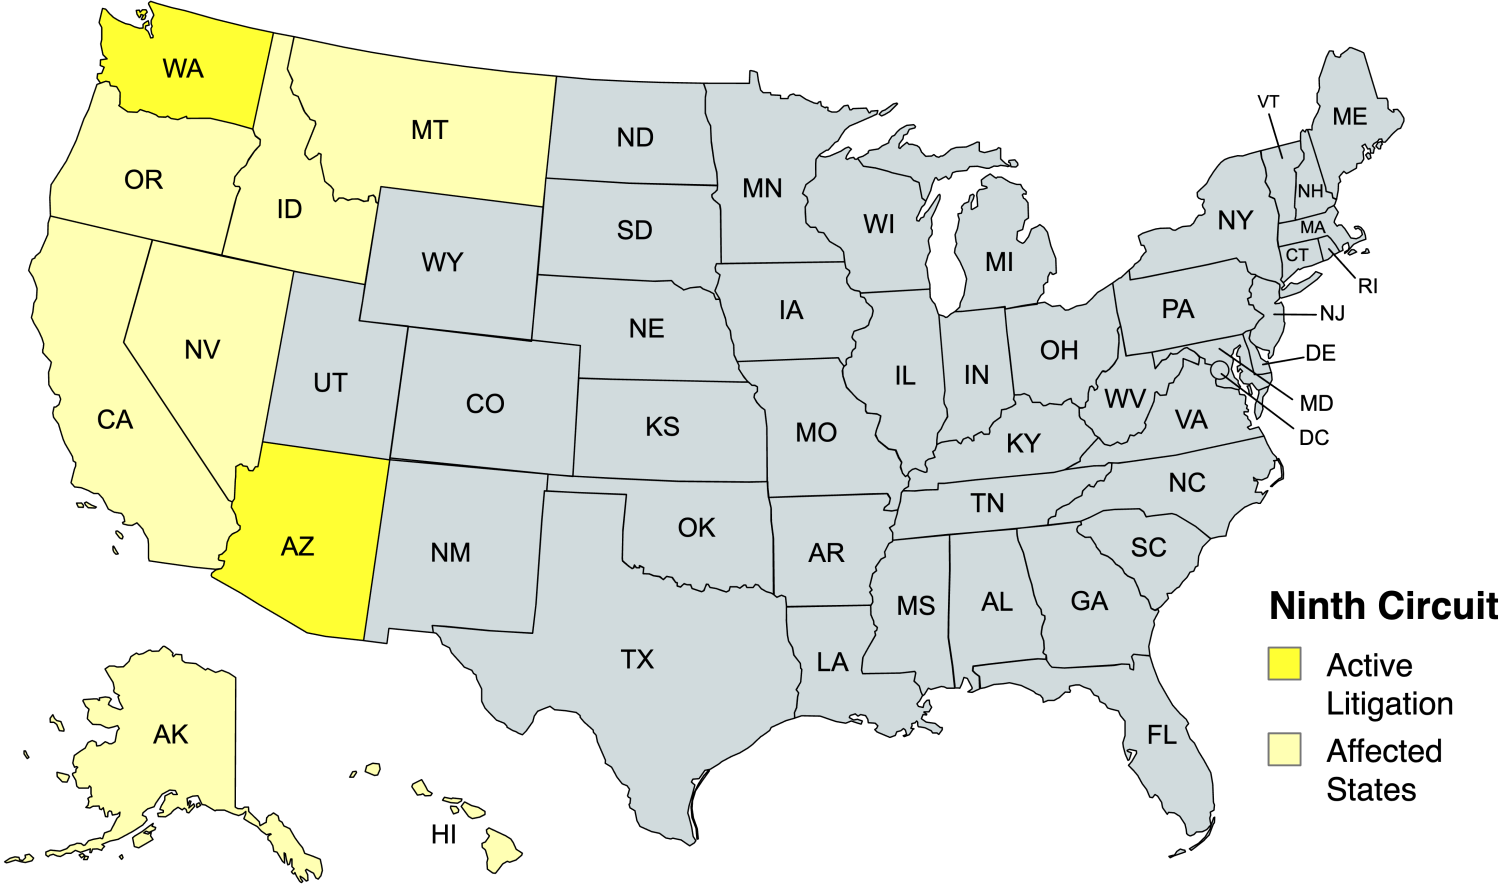 WA
MT
ND
MN
VT
ME
OR
ID
SD
WI
MI
NY
NH
MA
CT
RI
WY
IA
PA
NJ
NV
UT
NE
IL
IN
OH
DE
CA
CO
KS
MO
WV
VA
MD
DC
KY
AZ
NM
OK
AR
TN
NC
SC
TX
LA
MS
AL
GA
FL
AK
HI
Ninth Circuit
Active
Litigation
Affected
States